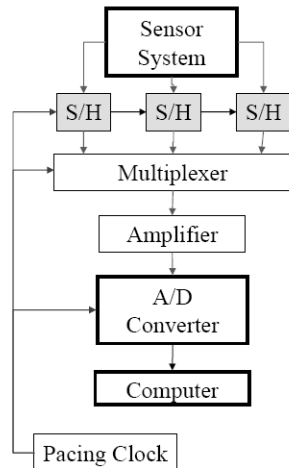 Sensor
System
S/H S/H S/H
Multiplexer
Amplifier
A/D
Converter
Computer
Pacing Clock